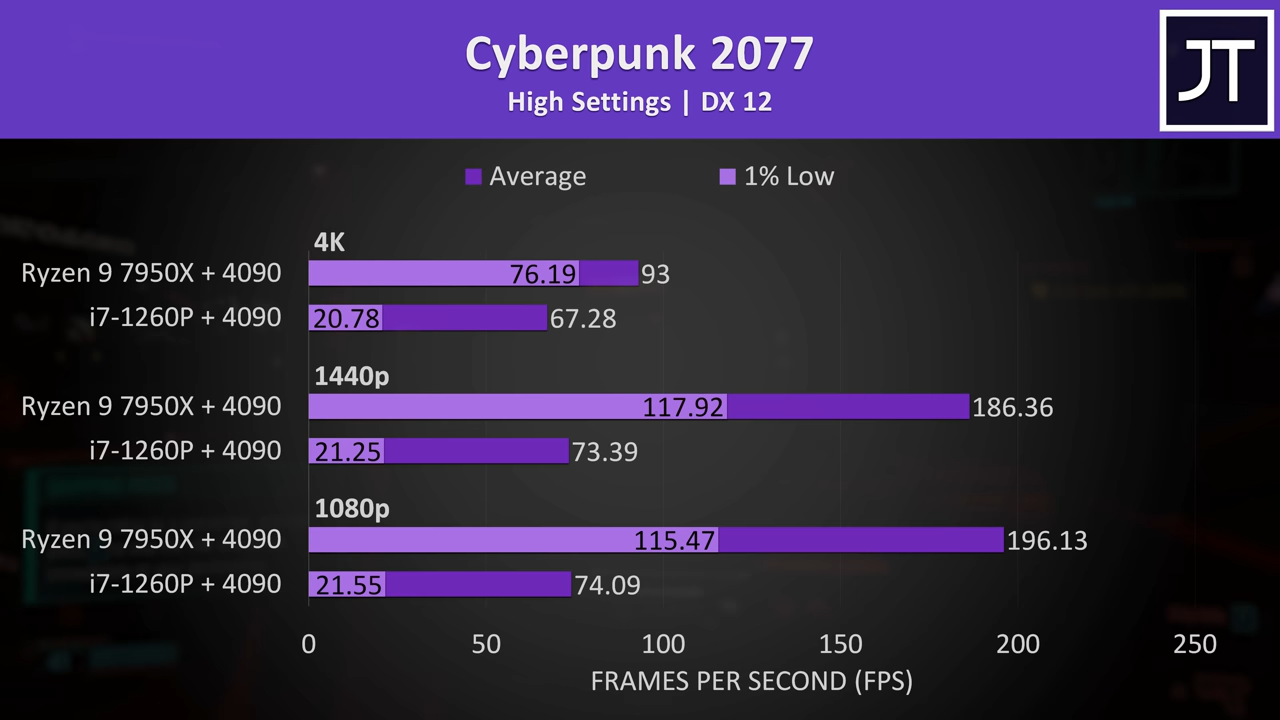 Cyberpunk 2077
JT
High Settings | DX 12
Average 1% Low
4K
Ryzen 9 7950X + 4090 76.19 93
i7-1260P + 4090 20.78 67.28
1440p
Ryzen 9 7950X + 4090 117.92 186.36
i7-1260P + 4090 21.25 73.39
1080p
Ryzen 9 7950X + 4090 115.47 196.13
i7-1260P + 4090 21.55 74.09
0 50 100 150 200 250
FRAMES PER SECOND (FPS)